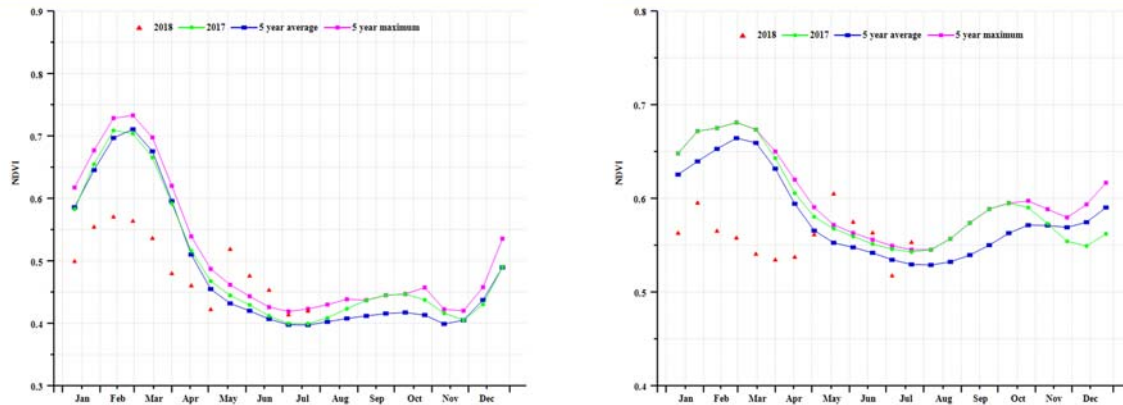 0.9
2018 2017 5 year average 5 year maximum
0.8
0.7
NDVI
0.6
0.5
0.4
0.3
Jan Feb Mar Apr May Jun Jul Aug Sep Oct Nov Dec
0.8
2018 2017 5 year average 5 year maximum
0.7
NDVI
0.6
0.5
0.4
Jan Feb Mar Apr May Jun Jul Aug Sep Oct Nov Dec